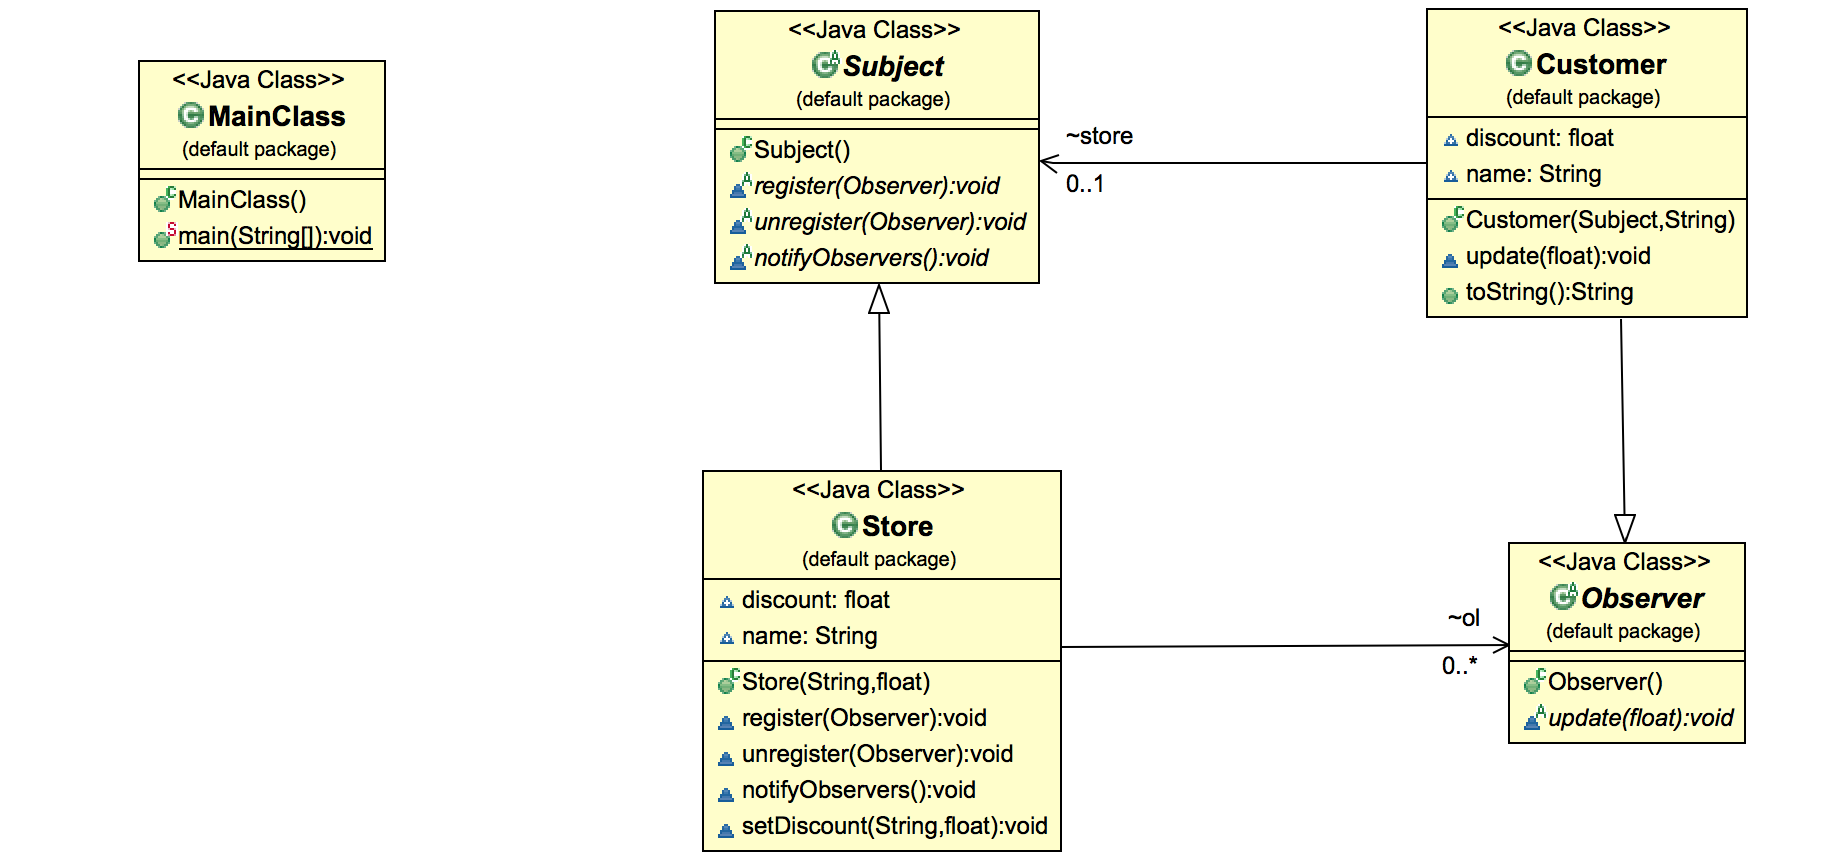 <<Java Class>>
MainClass
(default package)
MainClass()
main(String[]):void
<<Java Class>>
Subject
(default package)
Subject()
register(Observer):void
unregister(Observer):void
notifyObservers():void
~store
0..1
<<Java Class>>
Customer
(default package)
discount: float
name: String
Customer(Subject,String)
update(float):void
toString():String
<<Java Class>>
Store
(default package)
discount: float
name: String
Store(String,float)
register(Observer):void
unregister(Observer):void
notifyObservers():void
setDiscount(String,float):void
~ol
0..*
<<Java Class>>
Observer
(default package)
Observer()
update(float):void